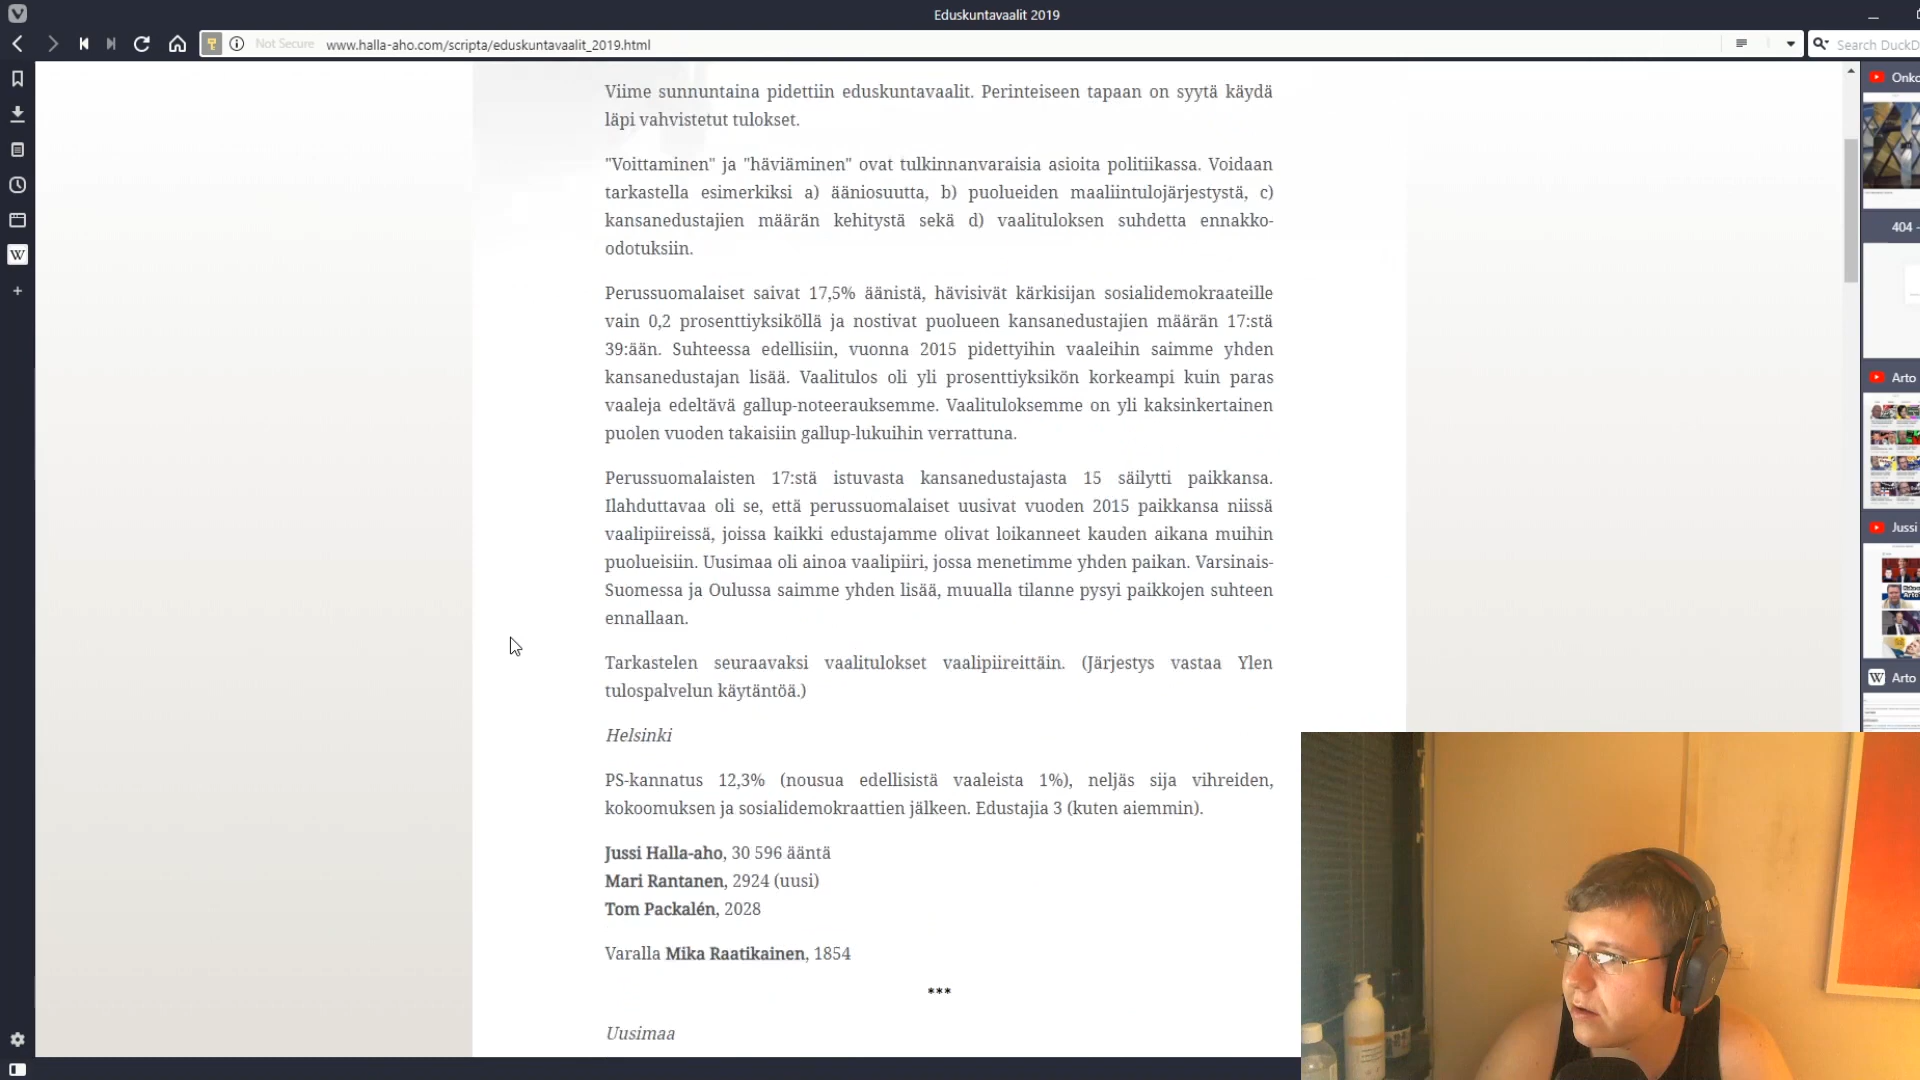 Eduskuntavaalit 2019
Not Secure www.halla-aho.com/scripta/eduskuntavaalit_2019.html
Search DuckD
Viime sunnuntaina pidettiin eduskuntavaalit. Perinteiseen tapaan on syytä käydä
läpi vahvistetut tulokset.
"Voittaminen" ja "häviäminen" ovat tulkinnanvaraisia asioita politiikassa. Voidaan
tarkastella esimerkiksi a) ääniosuutta, b) puolueiden maaliintulojärjestystä, c)
kansanedustajien määrän kehitystä sekä d) vaalituloksen suhdetta ennakko-
odotuksiin.
Perussuomalaiset saivat 17,5% äänistä, hävisivät kärkisijan sosialidemokraateille
vain 0,2 prosenttiyksiköllä ja nostivat puolueen kansanedustajien määrän 17:stä
39:ään. Suhteessa edellisiin, vuonna 2015 pidettyihin vaaleihin saimme yhden
kansanedustajan lisää. Vaalitulos oli yli prosenttiyksikön korkeampi kuin paras
vaaleja edeltävä gallup-noteerauksemme. Vaalituloksemme on yli kaksinkertainen
puolen vuoden takaisiin gallup-lukuihin verrattuna.
Perussuomalaisten 17:stä istuvasta kansanedustajasta 15 säilytti paikkansa.
Ilahduttavaa oli se, että perussuomalaiset uusivat vuoden 2015 paikkansa niissä
vaalipiireissä, joissa kaikki edustajamme olivat loikanneet kauden aikana muihin
puolueisiin. Uusimaa oli ainoa vaalipiiri, jossa menetimme yhden paikan. Varsinais-
Suomessa ja Oulussa saimme yhden lisää, muualla tilanne pysyi paikkojen suhteen
ennallaan.
Tarkastelen seuraavaksi vaalitulokset vaalipiireittäin. (Järjestys vastaa Ylen
tulospalvelun käytäntöä.)
Helsinki
PS-kannatus 12,3% (nousua edellisistä vaaleista 1%), neljäs sija vihreiden,
kokoomuksen ja sosialidemokraattien jälkeen. Edustajia 3 (kuten aiemmin).
Jussi Halla-aho, 30 596 ääntä
Mari Rantanen, 2924 (uusi)
Tom Packalén, 2028
Varalla Mika Raatikainen, 1854
***
Uusimaa
W
Onko
404 -
Arto
Jussi
W Arto